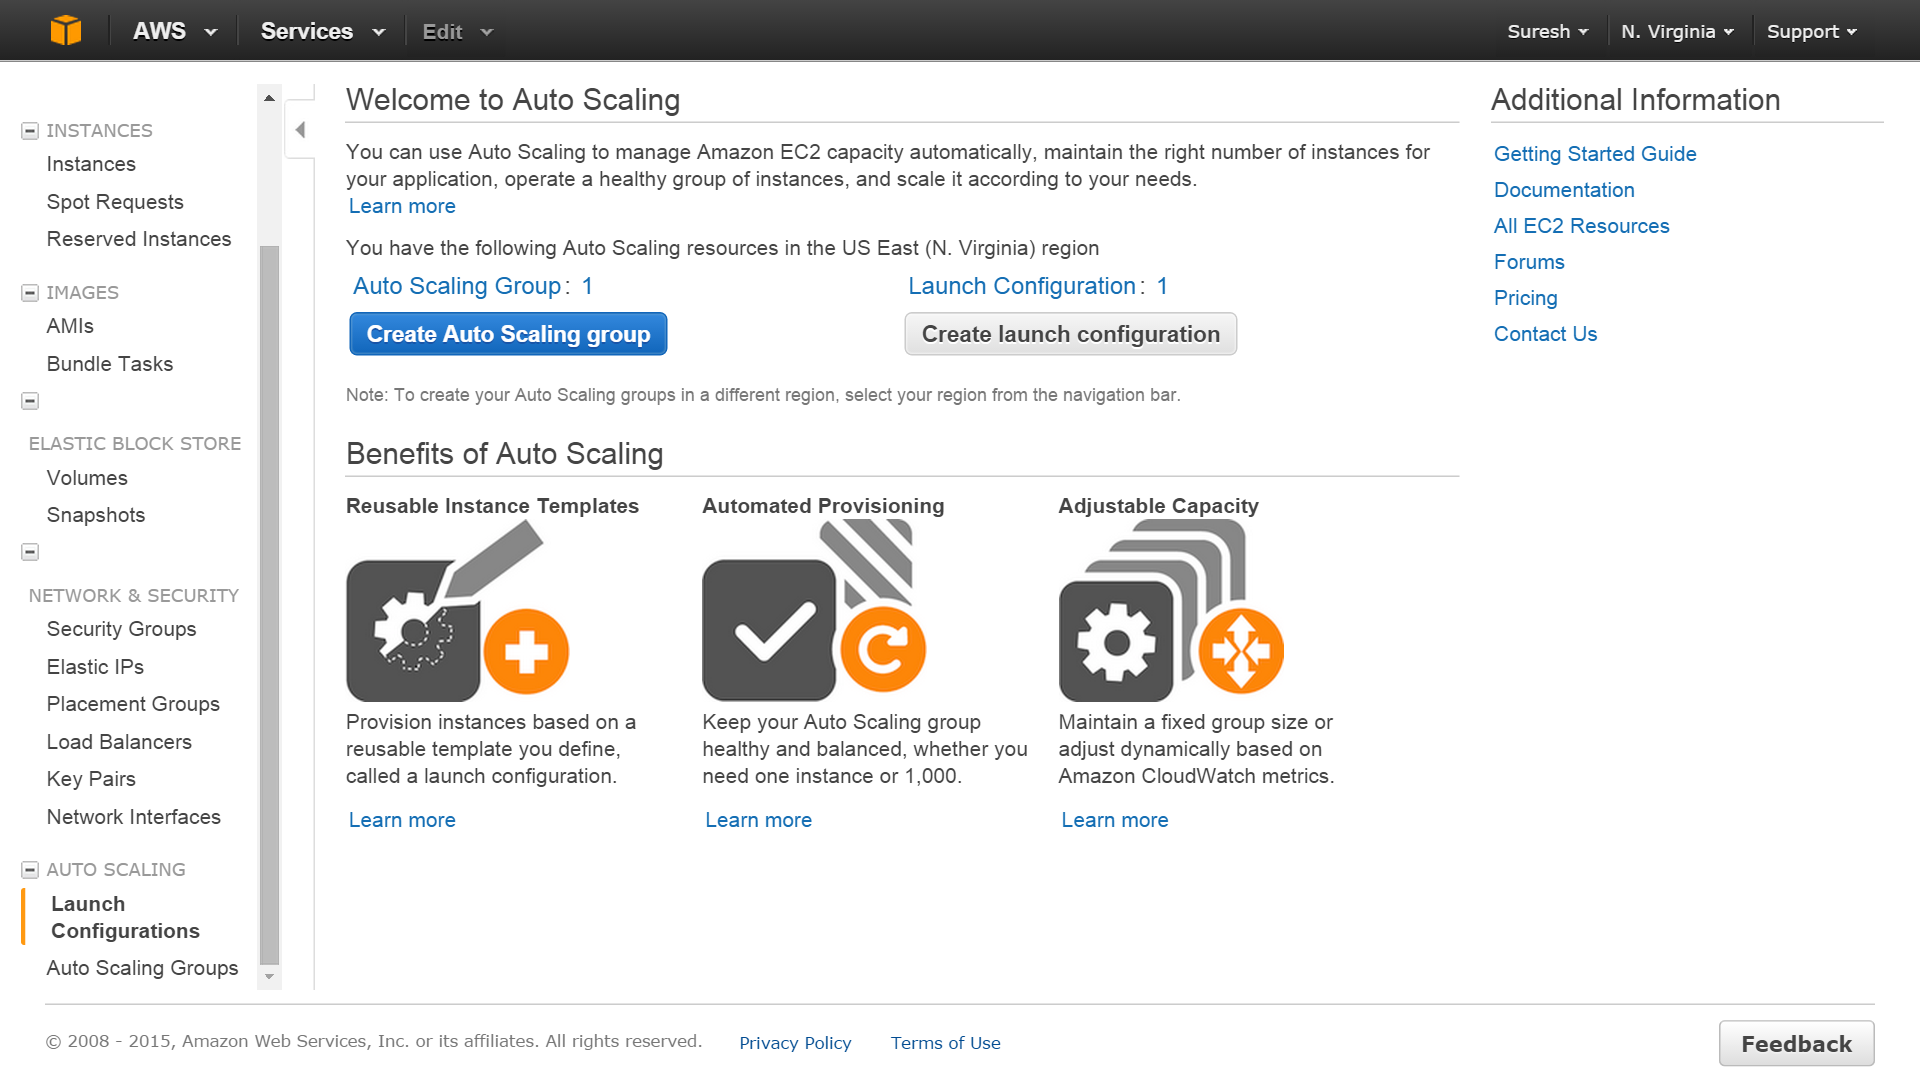 AWS
Services
Edit
Suresh
N. Virginia
Support
INSTANCES
Instances
Spot Requests
Reserved Instances
IMAGES
AMIs
Bundle Tasks
ELASTIC BLOCK STORE
Volumes
Snapshots
NETWORK & SECURITY
Security Groups
Elastic IPs
Placement Groups
Load Balancers
Key Pairs
Network Interfaces
AUTO SCALING
Launch
Configurations
Auto Scaling Groups
Welcome to Auto Scaling
You can use Auto Scaling to manage Amazon EC2 capacity automatically, maintain the right number of instances for
your application, operate a healthy group of instances, and scale it according to your needs.
Learn more
You have the following Auto Scaling resources in the US East (N. Virginia) region
Auto Scaling Group: 1
Launch Configuration: 1
Create Auto Scaling group
Create launch configuration
Note: To create your Auto Scaling groups in a different region, select your region from the navigation bar.
Benefits of Auto Scaling
Reusable Instance Templates
Provision instances based on a
reusable template you define,
called a launch configuration.
Learn more
Automated Provisioning
Keep your Auto Scaling group
healthy and balanced, whether you
need one instance or 1,000.
Learn more
Adjustable Capacity
Maintain a fixed group size or
adjust dynamically based on
Amazon CloudWatch metrics.
Learn more
Additional Information
Getting Started Guide
Documentation
All EC2 Resources
Forums
Pricing
Contact Us
© 2008 - 2015, Amazon Web Services, Inc. or its affiliates. All rights reserved.
Privacy Policy
Terms of Use
Feedback